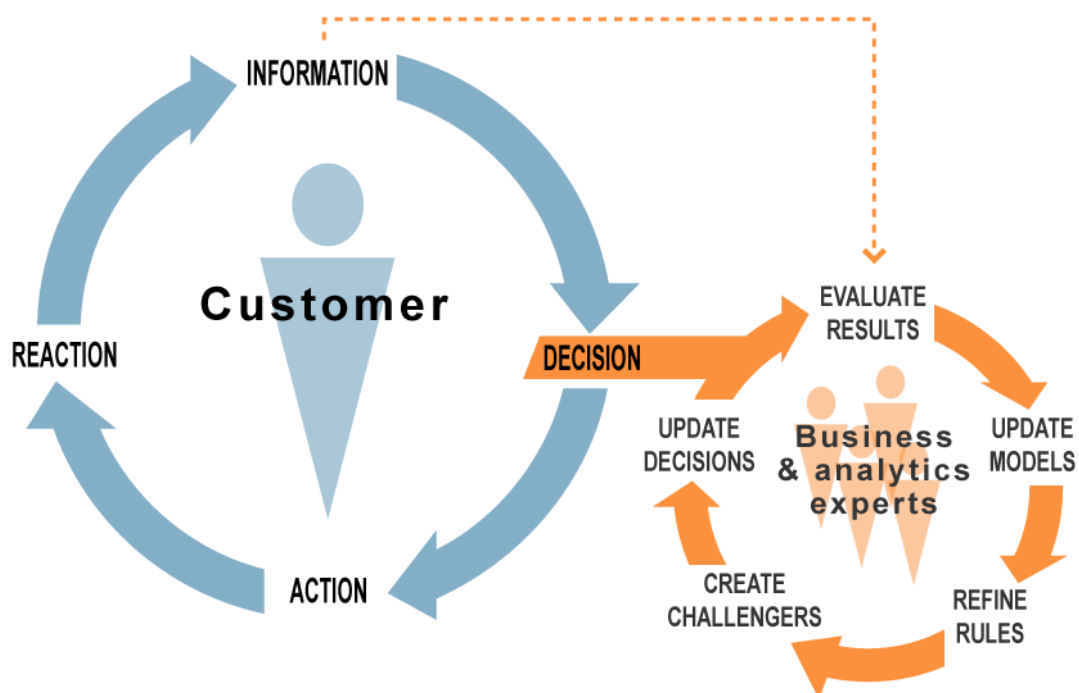 INFORMATION
Customer
REACTION
DECISION
ACTION
EVALUATE
RESULTS
UPDATE
MODELS
REFINE
RULES
CREATE
CHALLENGERS
UPDATE
DECISIONS
Business
& analytics
experts